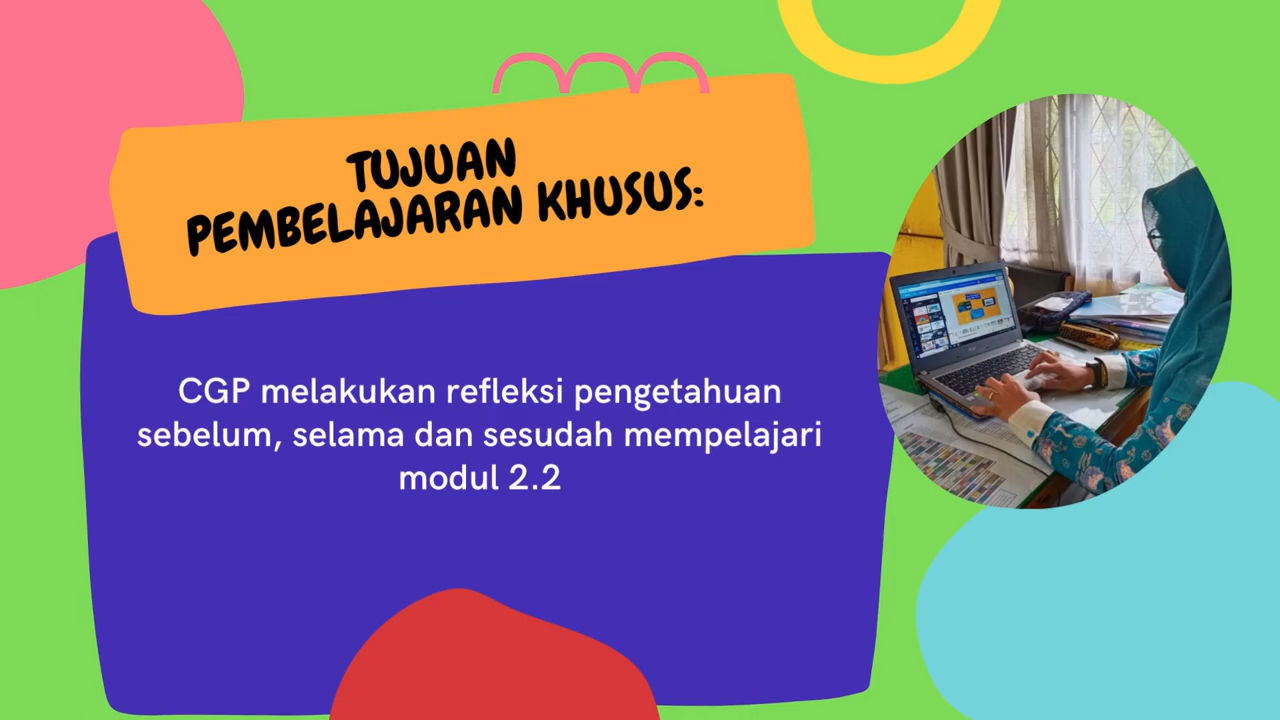 TUJUAN
PEMBELAJARAN KHUSUS:
CGP melakukan refleksi pengetahuan
sebelum, selama dan sesudah mempelajari
modul 2.2